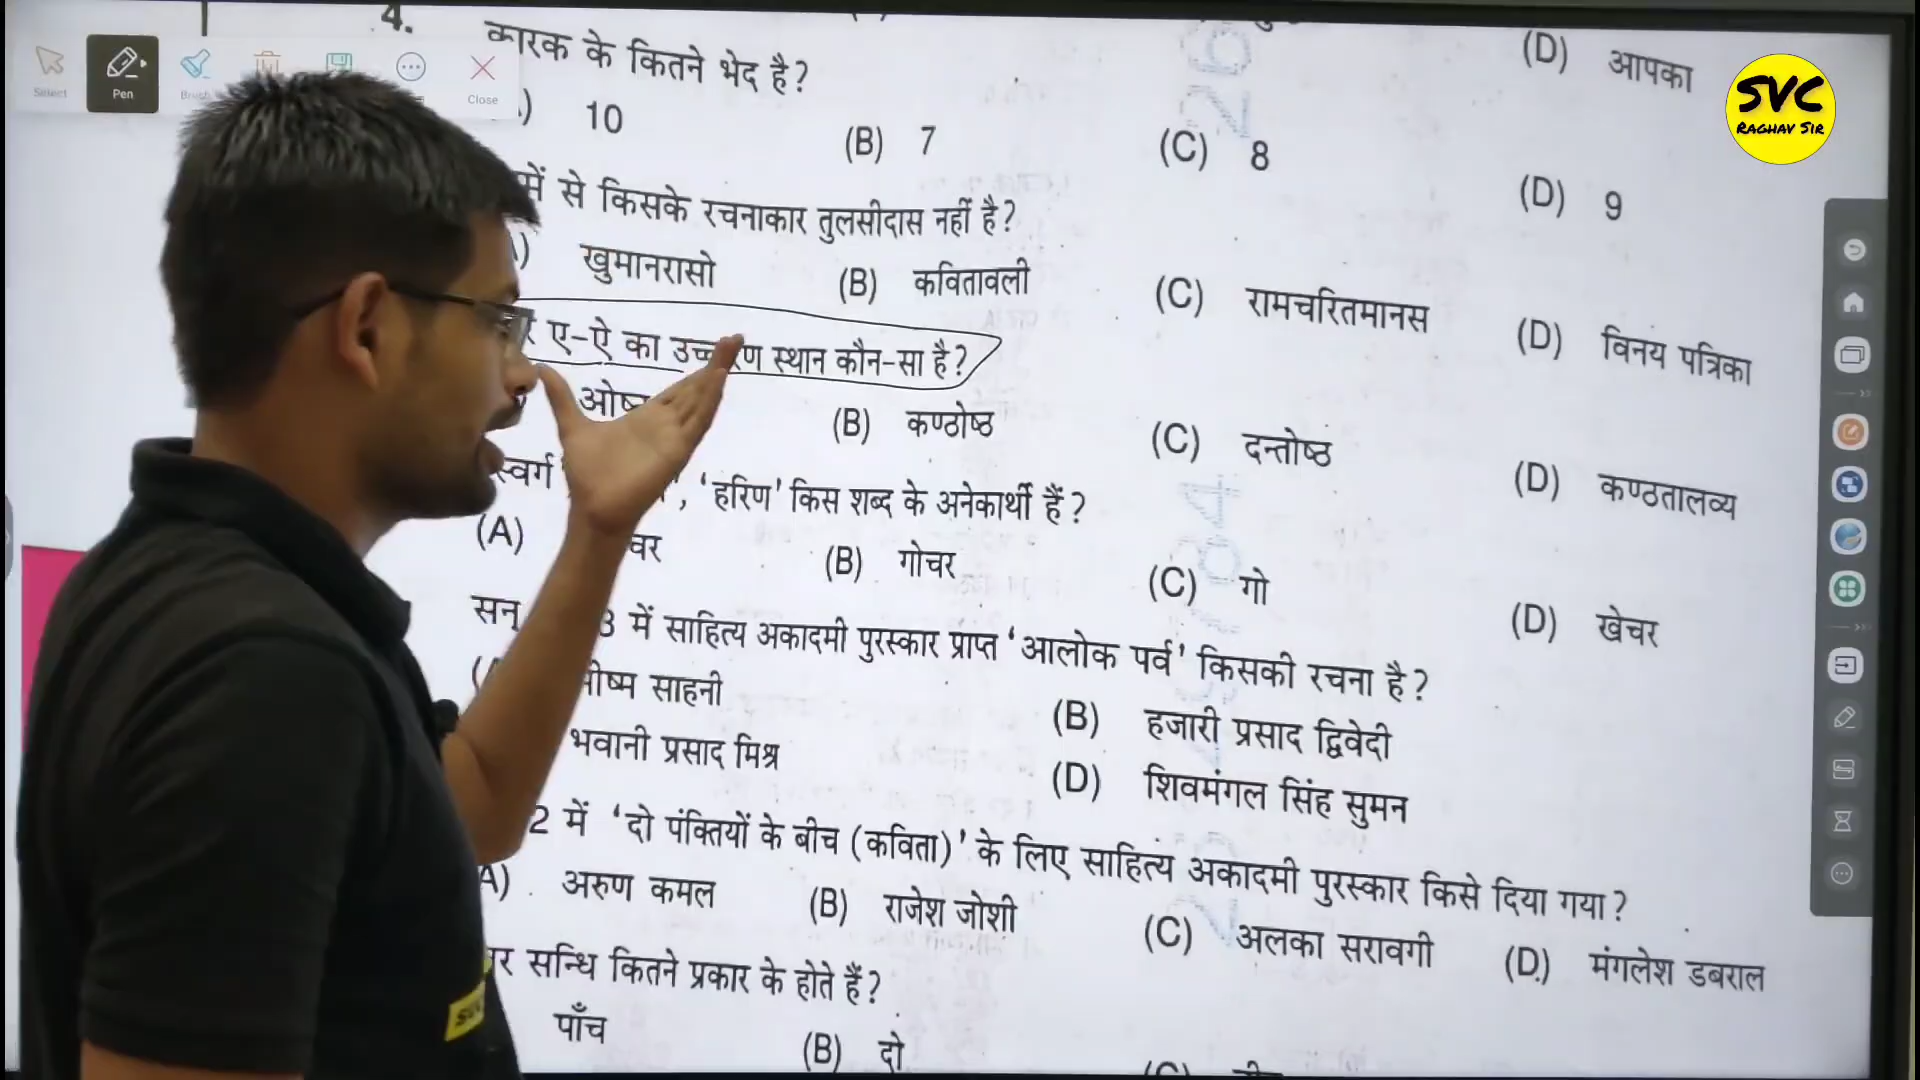 4. कारक के कितने भेद है?
(D) आपका
SVC
RAGHAV SIR
Select Pen Brush Close
10 (B) 7 (C) 8 (D) 9
में से किसके रचनाकार तुलसीदास नहीं है?
खुमानरासो (B) कवितावली (C) रामचरितमानस (D) विनय पत्रिका
ए-ऐ का स्थान कौन-सा है?
(B) कण्ठोष्ठ (C) दन्तोष्ठ (D) कण्ठतालव्य
स्वर्ग , 'हरिण' किस शब्द के अनेकार्थी हैं?
(A) (B) गोचर (C) गो (D) खेचर
सन् 3 में साहित्य अकादमी पुरस्कार प्राप्त 'आलोक पर्व' किसकी रचना है?
साहनी (B) हजारी प्रसाद द्विवेदी
भवानी प्रसाद मिश्र (D) शिवमंगल सिंह सुमन
2 में 'दो पंक्तियों के बीच (कविता)' के लिए साहित्य अकादमी पुरस्कार किसे दिया गया?
A) अरुण कमल (B) राजेश जोशी (C) अलका सरावगी (D) मंगलेश डबराल
सन्धि कितने प्रकार के होते हैं?
पाँच (B) दो